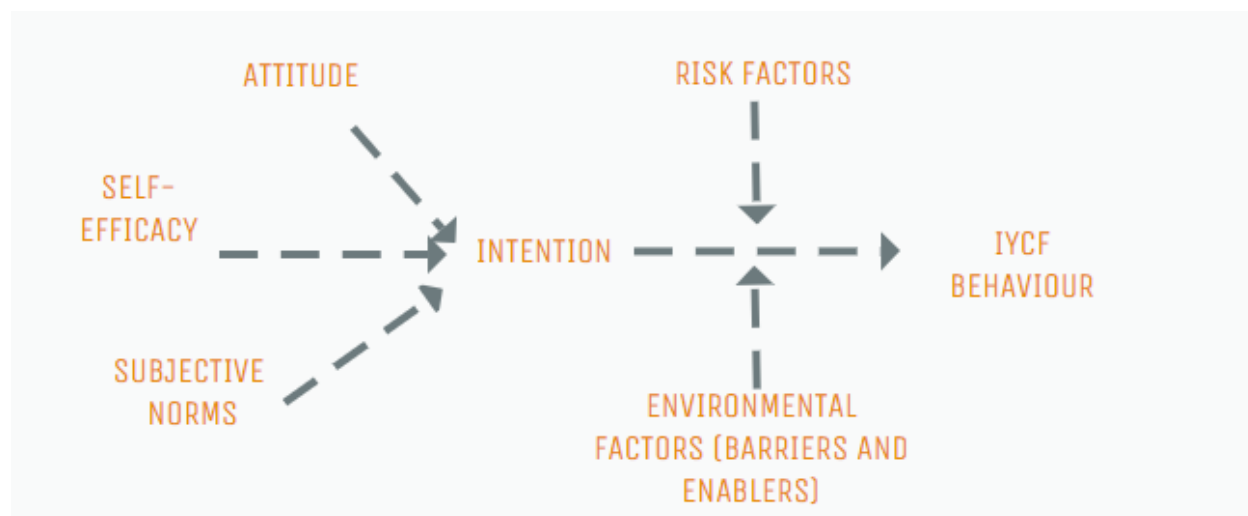 ATTITUDE
RISK FACTORS
SELF-
EFFICACY
INTENTION
IYCF
BEHAVIOUR
SUBJECTIVE
NORMS
ENVIRONMENTAL
FACTORS (BARRIERS AND
ENABLERS)